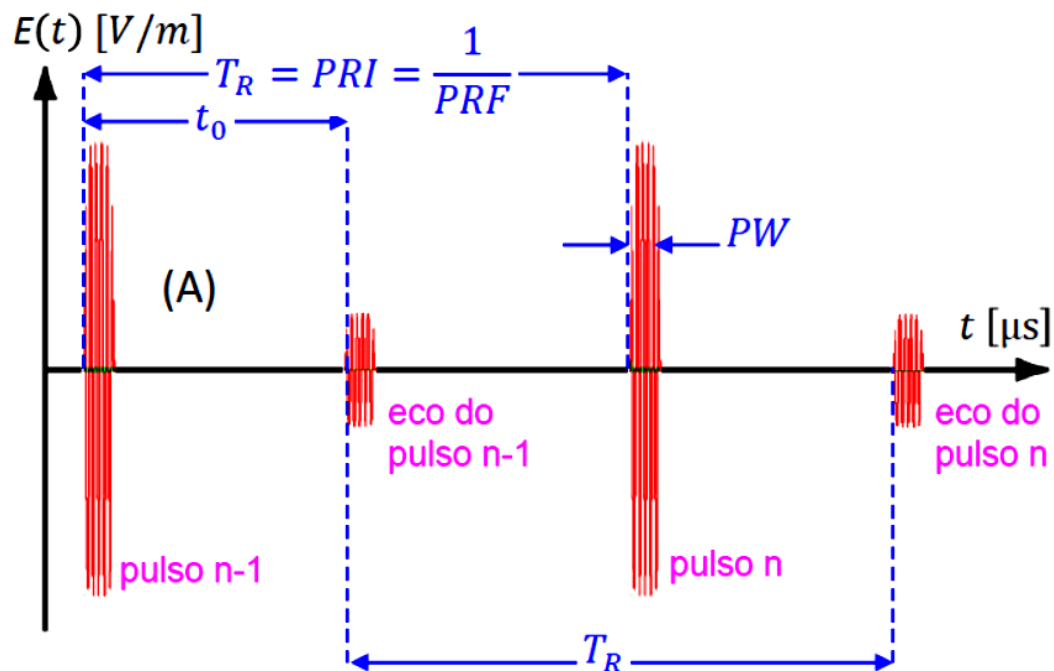 E(t) [V/m]
T_R = PRI = 1/PRF
t_0
PW
(A)
t [μs]
eco do
pulso n-1
eco do
pulso n
pulso n-1
pulso n
T_R